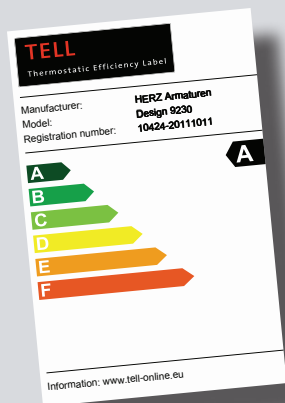 TELL
Thermostatic Efficiency Label
Manufacturer: HERZ Armaturen
Model: Design 9230
Registration number: 10424-20111011
A
A
B
C
D
E
F
Information: www.tell-online.eu